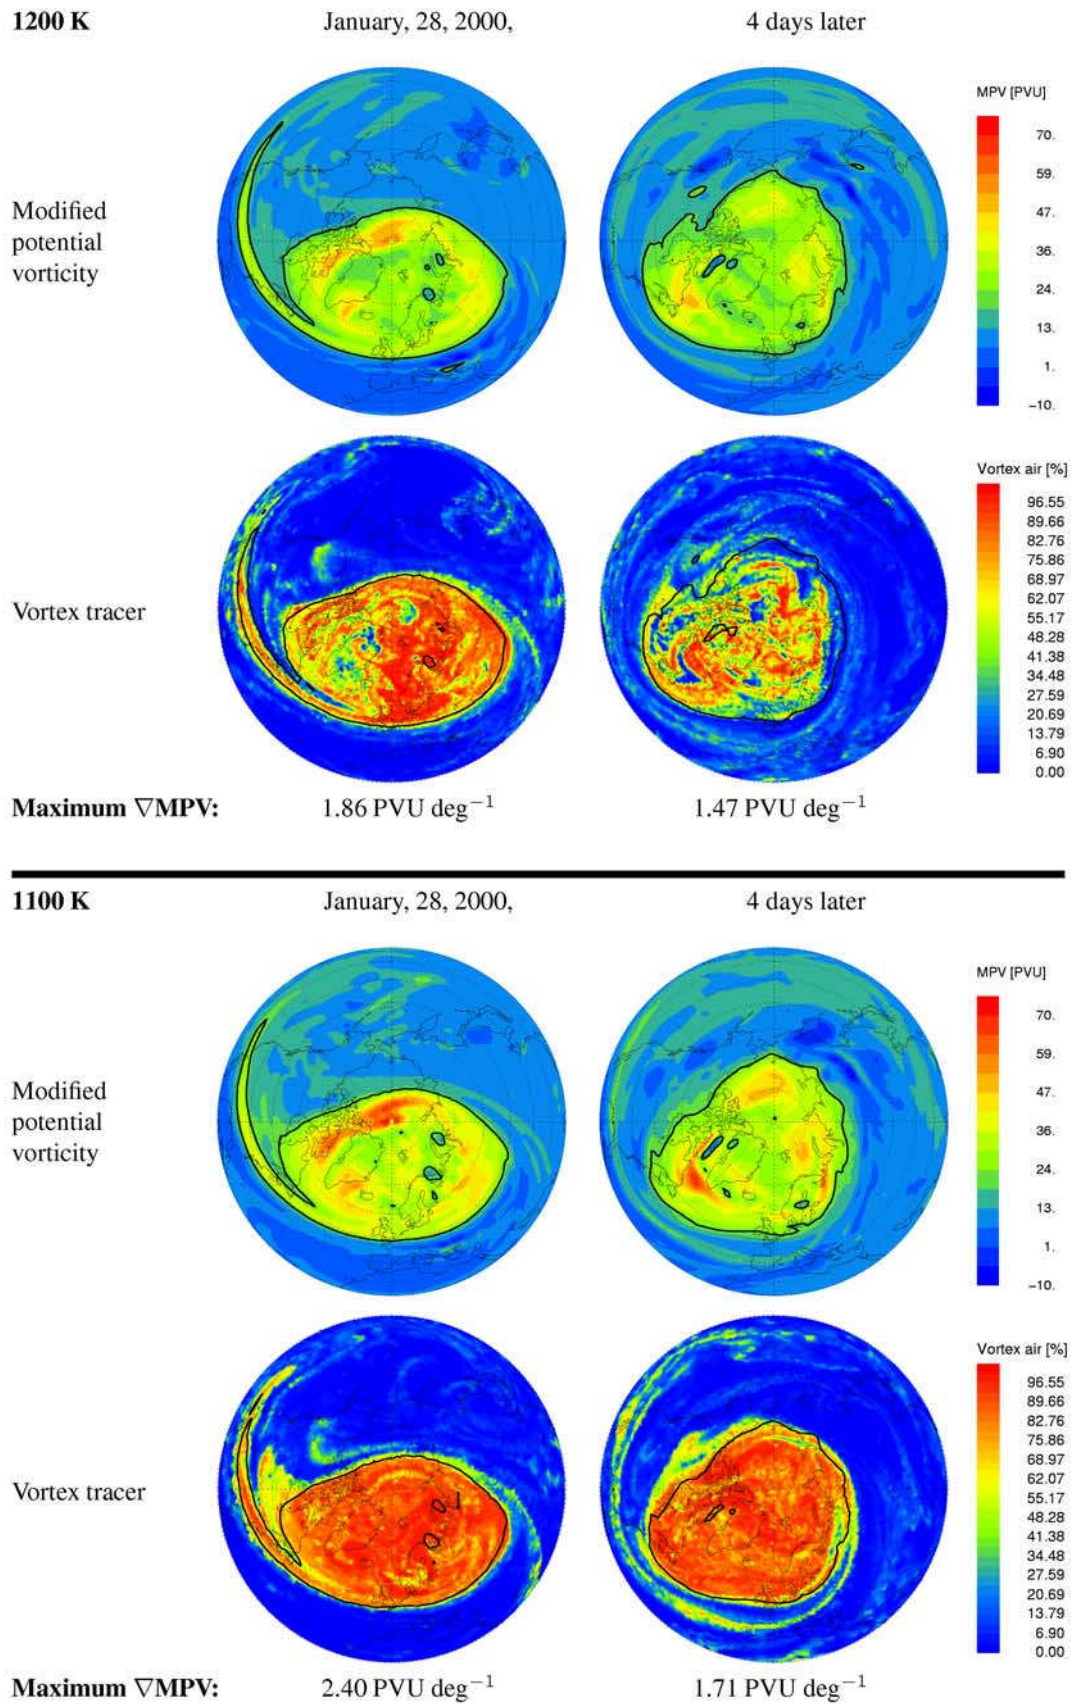 1200 K January, 28, 2000, 4 days later
MPV [PVU]
70.
59.
47.
36.
24.
13.
1.
−10.
Modified
potential
vorticity
Vortex air [%]
96.55
89.66
82.76
75.86
68.97
62.07
55.17
48.28
41.38
34.48
27.59
20.69
13.79
6.90
0.00
Vortex tracer
Maximum ∇MPV: 1.86 PVU deg⁻¹ 1.47 PVU deg⁻¹
1100 K January, 28, 2000, 4 days later
MPV [PVU]
70.
59.
47.
36.
24.
13.
1.
−10.
Modified
potential
vorticity
Vortex air [%]
96.55
89.66
82.76
75.86
68.97
62.07
55.17
48.28
41.38
34.48
27.59
20.69
13.79
6.90
0.00
Vortex tracer
Maximum ∇MPV: 2.40 PVU deg⁻¹ 1.71 PVU deg⁻¹